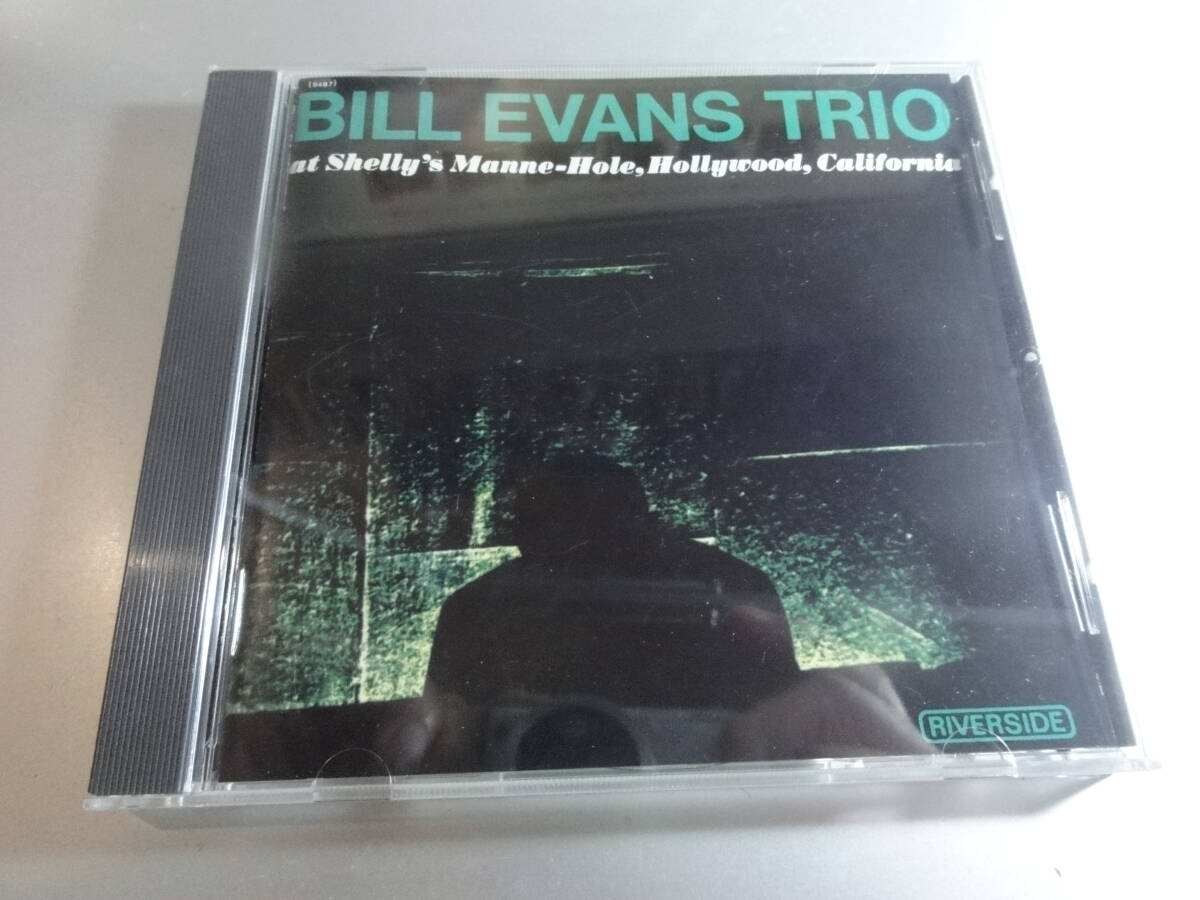 (9487)
BILL EVANS TRIO
at Shelly's Manne-Hole, Hollywood, California
RIVERSIDE